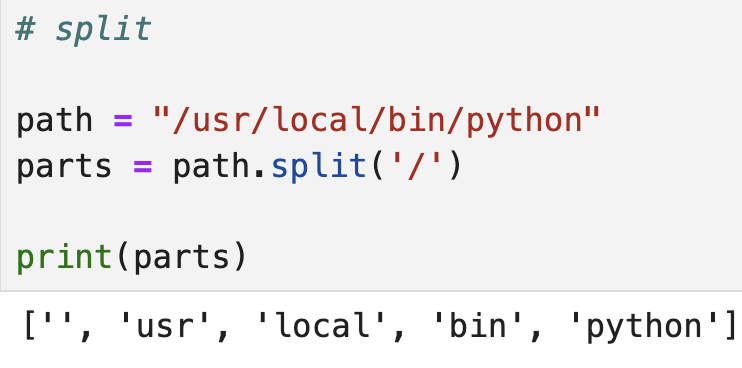 # split
path = "/usr/local/bin/python"
parts = path.split('/')
print(parts)
['', 'usr', 'local', 'bin', 'python']